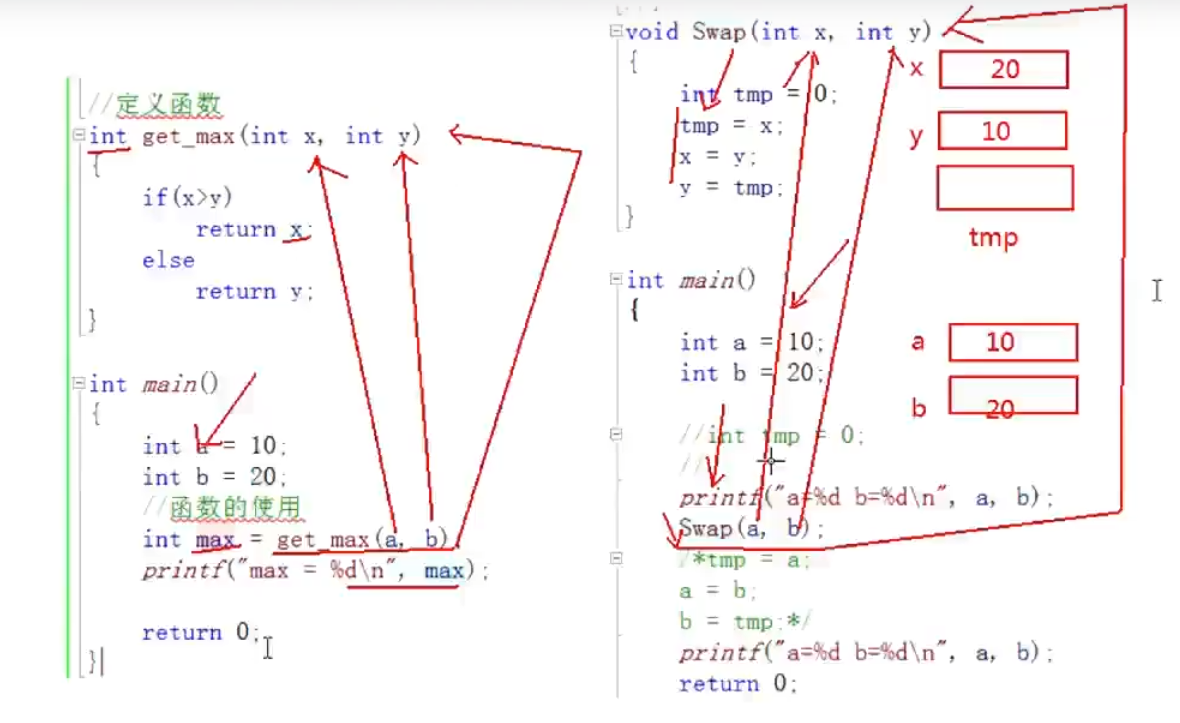 //定义函数
int get_max(int x, int y)
{
if(x>y)
return x;
else
return y;
}
int main()
{
int a = 10;
int b = 20;
//函数的使用
int max = get_max(a, b);
printf("max = %d\n", max);
return 0;
}
void Swap(int x, int y)
{
int tmp = 0;
tmp = x;
x = y;
y = tmp;
}
x 20
y 10
tmp
int main()
{
int a = 10;
int b = 20;
a 10
b 20
//int tmp = 0;
//
printf("a=%d b=%d\n", a, b);
Swap(a, b);
/*tmp = a;
a = b;
b = tmp;*/
printf("a=%d b=%d\n", a, b);
return 0;